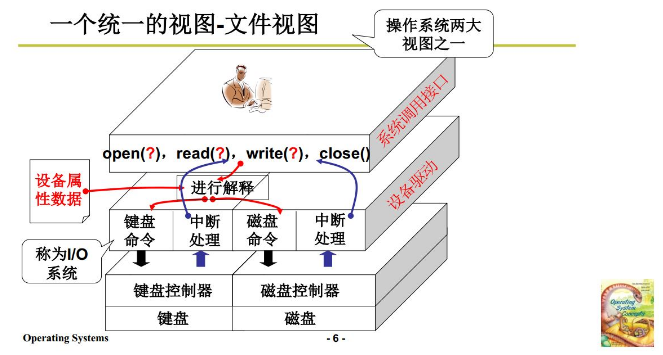 一个统一的视图-文件视图
操作系统两大
视图之一
系统调用接口
open(?)，read(?)，write(?)，close()
设备属
性数据
进行解释
设备驱动
键盘
命令
中断
处理
磁盘
命令
中断
处理
称为I/O
系统
键盘控制器
磁盘控制器
键盘
磁盘
Operating Systems
- 6 -
Operating
System
Concepts